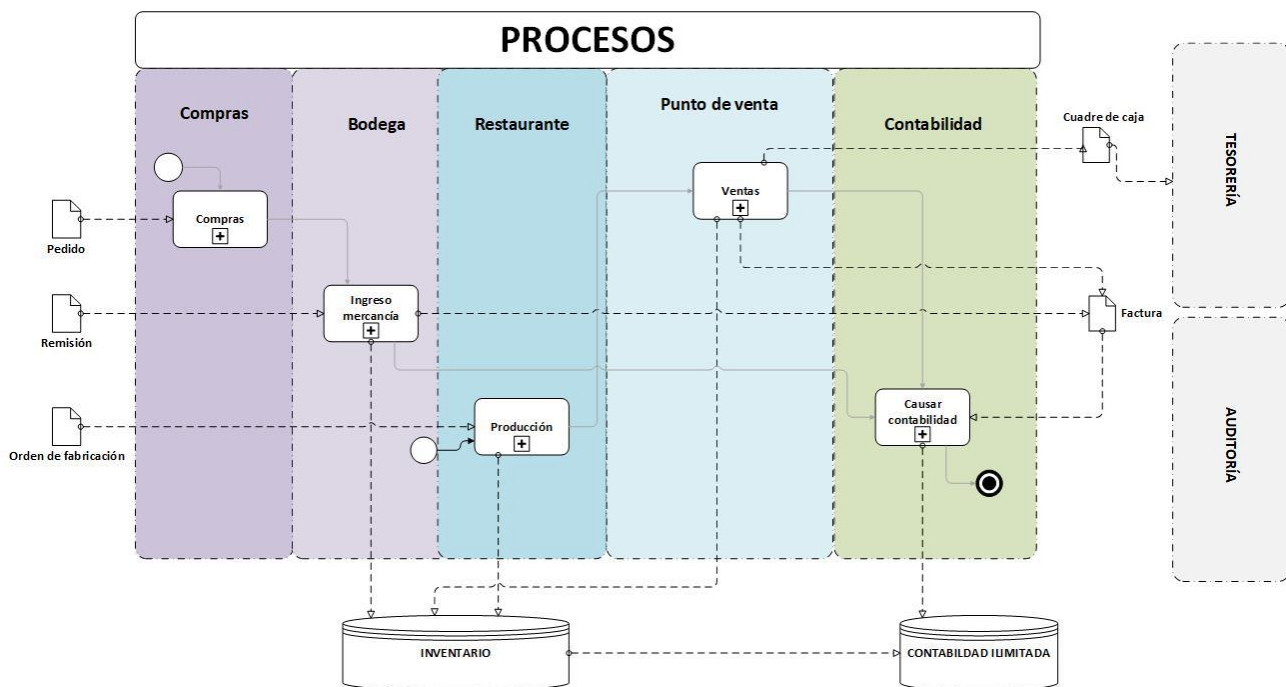 PROCESOS
Compras
Bodega
Restaurante
Punto de venta
Contabilidad
Cuadre de caja
TESORERÍA
Ventas
Compras
Pedido
Ingreso
mercancía
Remisión
Factura
Causar
contabilidad
Producción
Orden de fabricación
AUDITORÍA
INVENTARIO
CONTABILDAD ILIMITADA